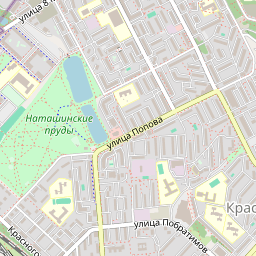 улица 8
Наташинские
пруды
улица Попова
Крас
улица Побратимов
Красного